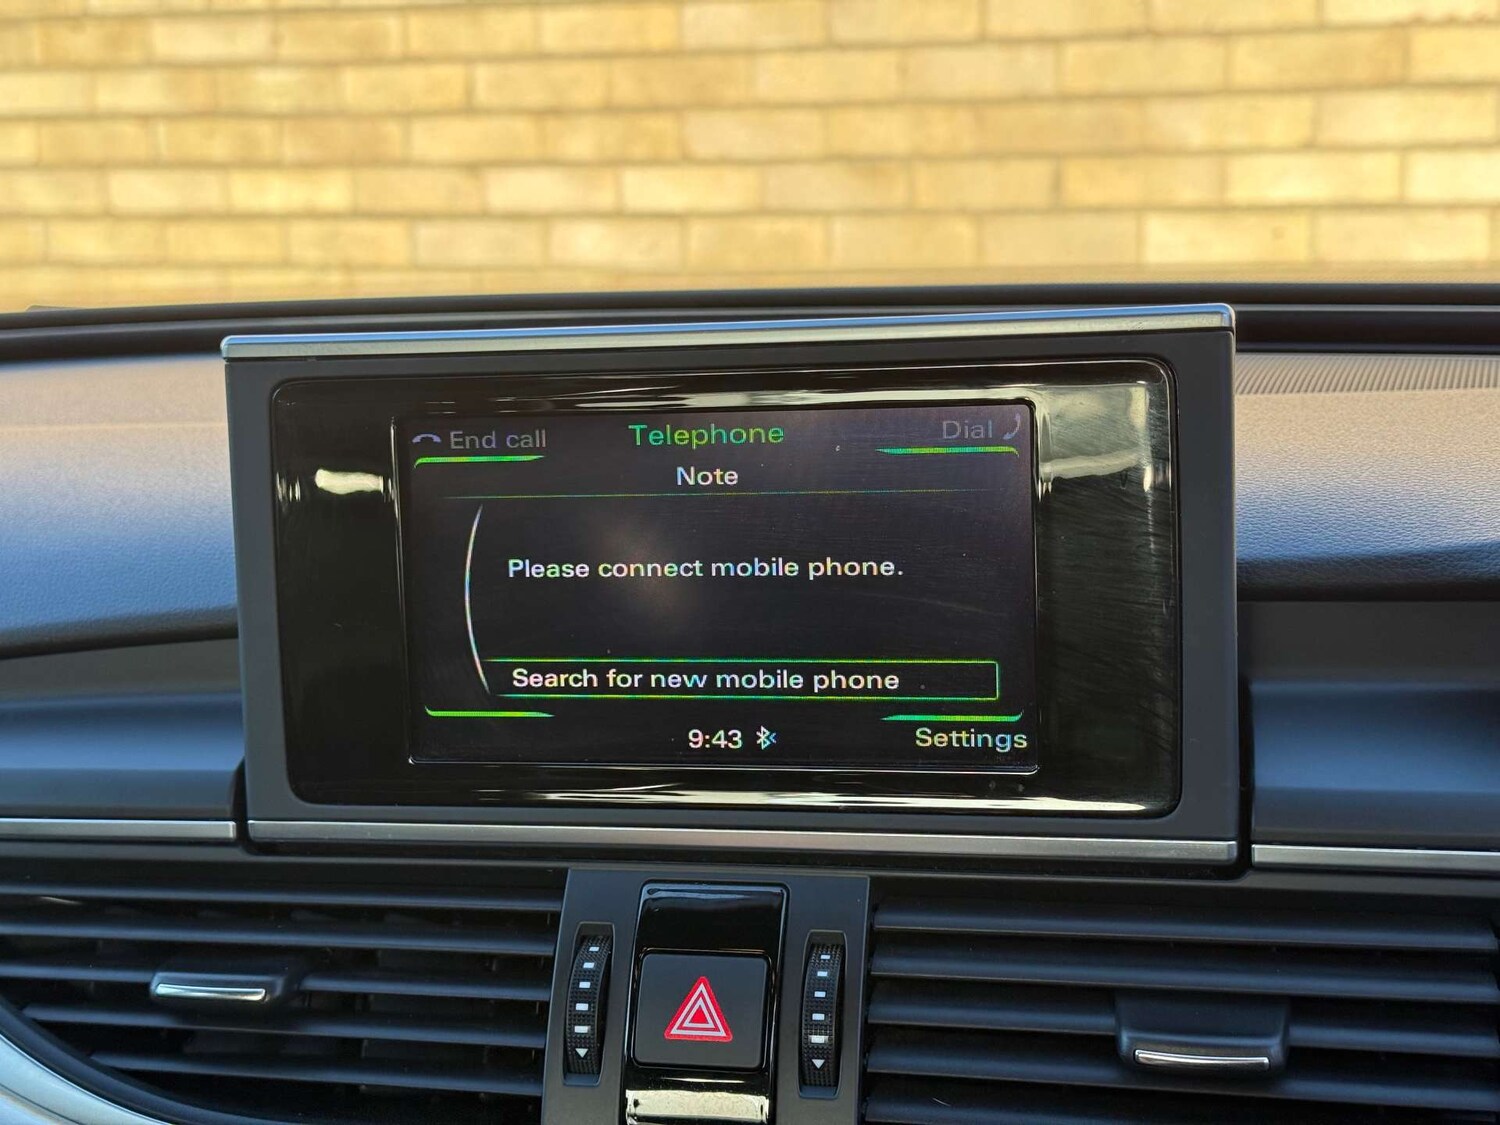 End call
Telephone
Dial
Note
Please connect mobile phone.
Search for new mobile phone
9:43
Settings